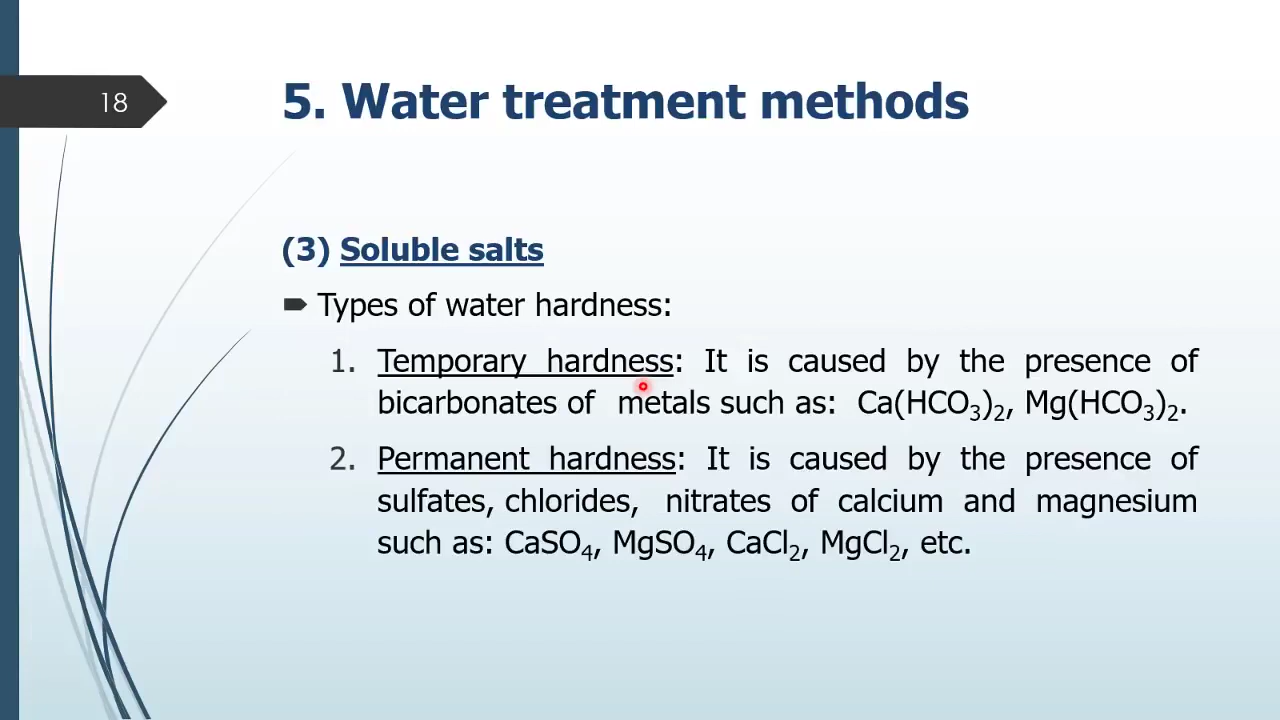 18
5. Water treatment methods
(3) Soluble salts
Types of water hardness:
1. Temporary hardness: It is caused by the presence of
bicarbonates of metals such as: Ca(HCO₃)₂, Mg(HCO₃)₂.
2. Permanent hardness: It is caused by the presence of
sulfates, chlorides, nitrates of calcium and magnesium
such as: CaSO₄, MgSO₄, CaCl₂, MgCl₂, etc.